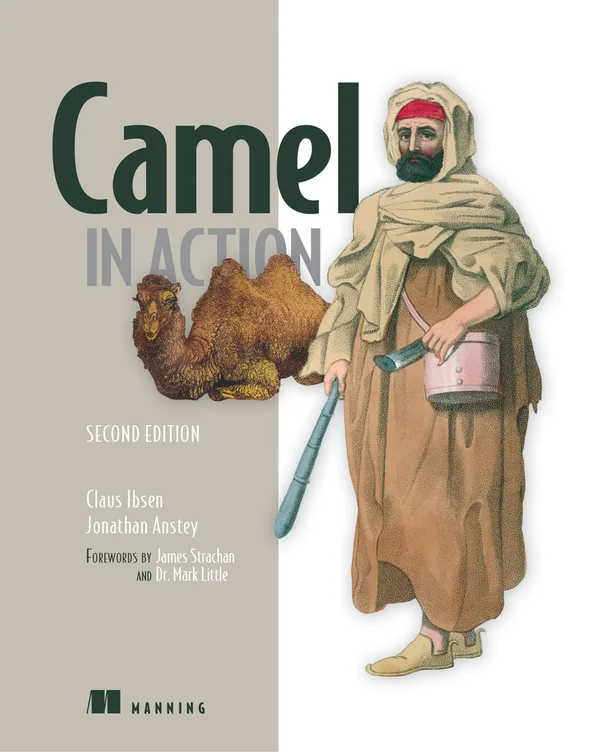 Camel
IN ACTION
SECOND EDITION
Claus Ibsen
Jonathan Anstey
FOREWORDS BY James Strachan
AND Dr. Mark Little
MANNING